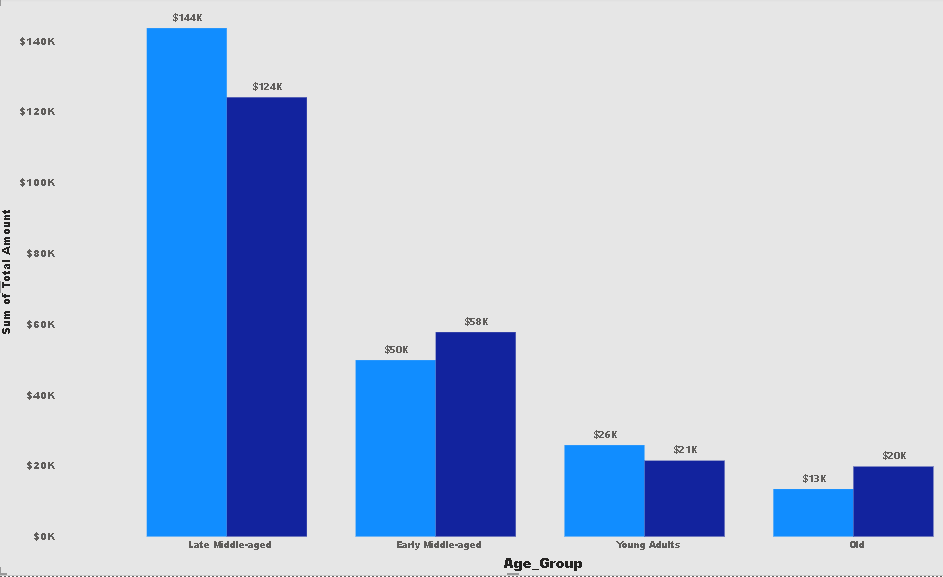 $144K
$140K
$124K
$120K
$100K
$80K
Sum of Total Amount
$60K
$58K
$50K
$40K
$26K
$21K
$20K
$20K
$13K
$0K
Late Middle-aged
Early Middle-aged
Young Adults
Old
Age_Group